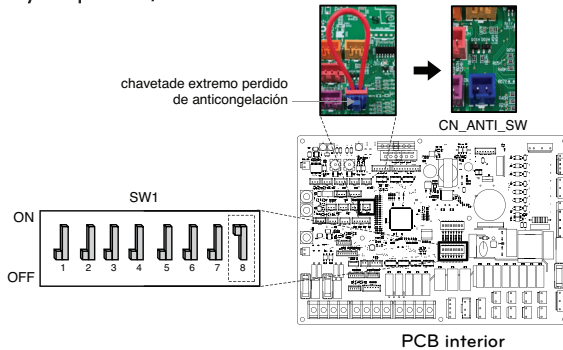 chavetade extremo perdido
de anticongelación
CN_ANTI_SW
SW1
ON
OFF
1 2 3 4 5 6 7 8
PCB interior